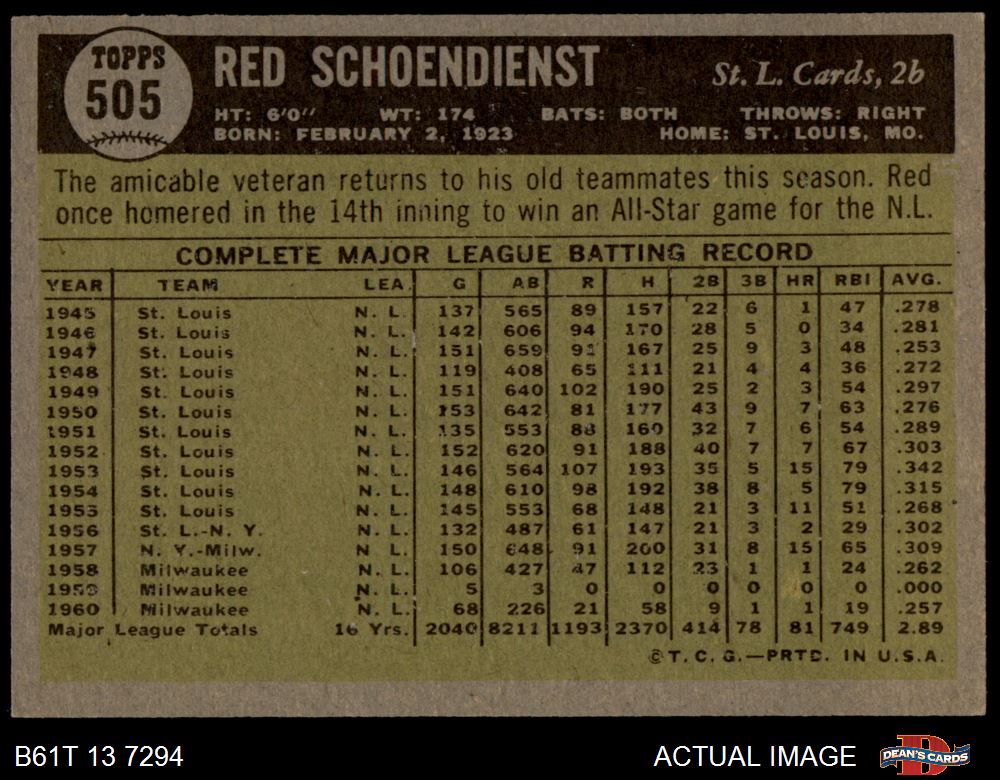 TOPPS
505
RED SCHOENDIENST St. L. Cards, 2b
HT: 6'0" WT: 174 BATS: BOTH THROWS: RIGHT
BORN: FEBRUARY 2, 1923 HOME: ST. LOUIS, MO.
The amicable veteran returns to his old teammates this season. Red
once homered in the 14th inning to win an All-Star game for the N.L.
COMPLETE MAJOR LEAGUE BATTING RECORD
YEAR TEAM LEA. G AB R H 2B 3B HR RBI AVG.
1945 St. Louis N. L. 137 565 89 157 22 6 1 47 .278
1946 St. Louis N. L. 142 606 94 170 28 5 0 34 .281
1947 St. Louis N. L. 151 659 91 167 25 9 3 48 .253
1948 St. Louis N. L. 119 408 65 111 21 4 4 36 .272
1949 St. Louis N. L. 151 640 102 190 25 2 3 54 .297
1950 St. Louis N. L. 153 642 81 177 43 9 7 63 .276
1951 St. Louis N. L. 135 553 88 160 32 7 6 54 .289
1952 St. Louis N. L. 152 620 91 188 40 7 7 67 .303
1953 St. Louis N. L. 146 564 107 193 35 5 15 79 .342
1954 St. Louis N. L. 148 610 98 192 38 8 5 79 .315
1955 St. Louis N. L. 145 553 68 148 21 3 11 51 .268
1956 St. L.-N. Y. N. L. 132 487 61 147 21 3 2 29 .302
1957 N. Y.-Milw. N L. 150 648 91 200 31 8 15 65 .309
1958 Milwaukee N. L. 106 427 47 112 23 1 1 24 .262
1959 Milwaukee N. L. 5 3 0 0 0 0 0 0 .000
1960 Milwaukee N. L. 68 226 21 58 9 1 1 19 .257
Major League Totals 16 Yrs. 2040 8211 1193 2370 414 78 81 749 2.89
©T. C. G.—PRTD. IN U.S.A.
B61T 13 7294 ACTUAL IMAGE DEAN'S CARDS